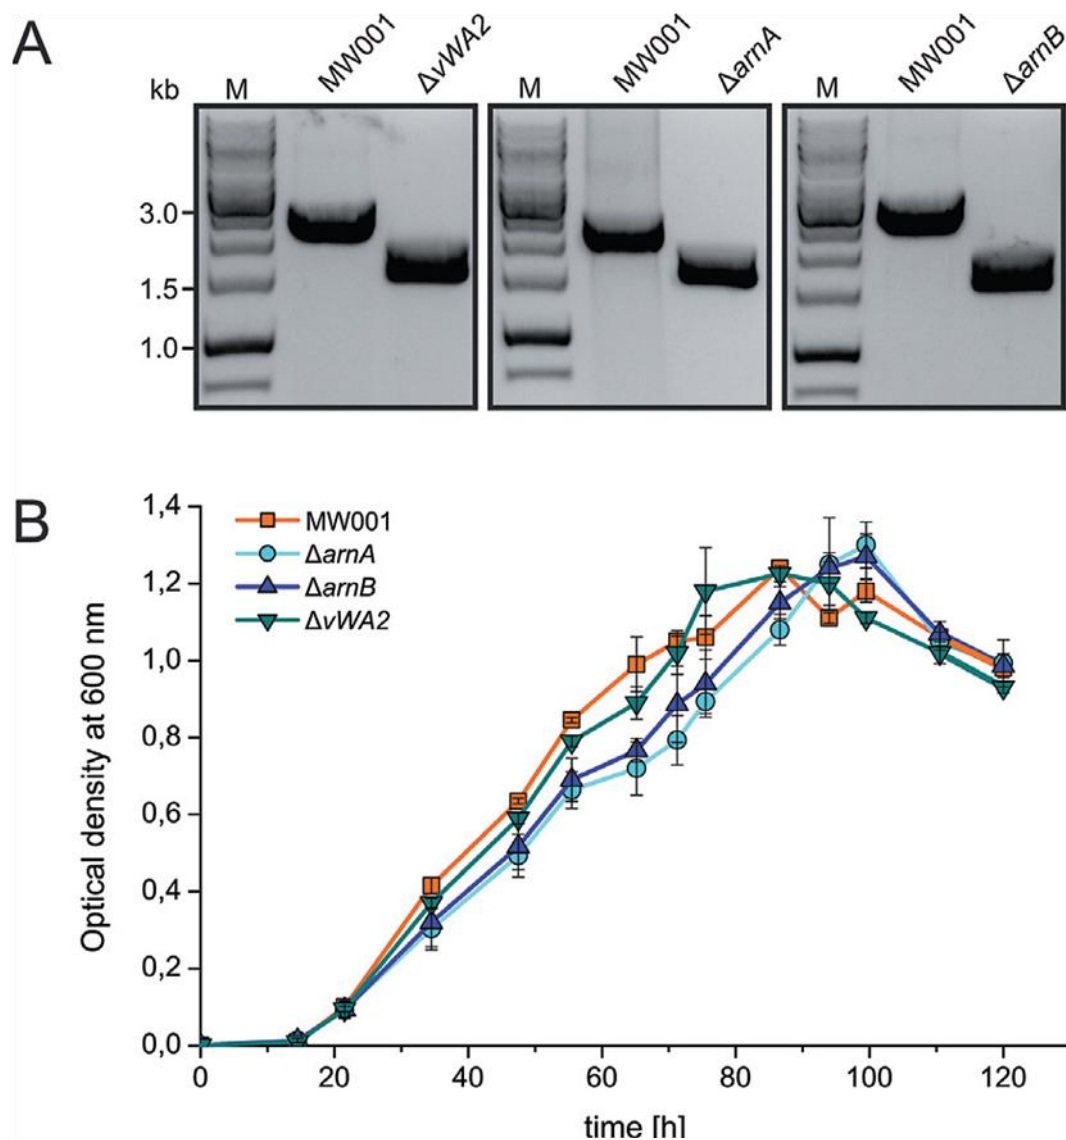 A
kb M MW001 ΔvWA2 M MW001 ΔarnA M MW001 ΔarnB
3.0
1.5
1.0
B
1,4
1,2
1,0
0,8
0,6
0,4
0,2
0,0
Optical density at 600 nm
MW001
ΔarnA
ΔarnB
ΔvWA2
0 20 40 60 80 100 120
time [h]